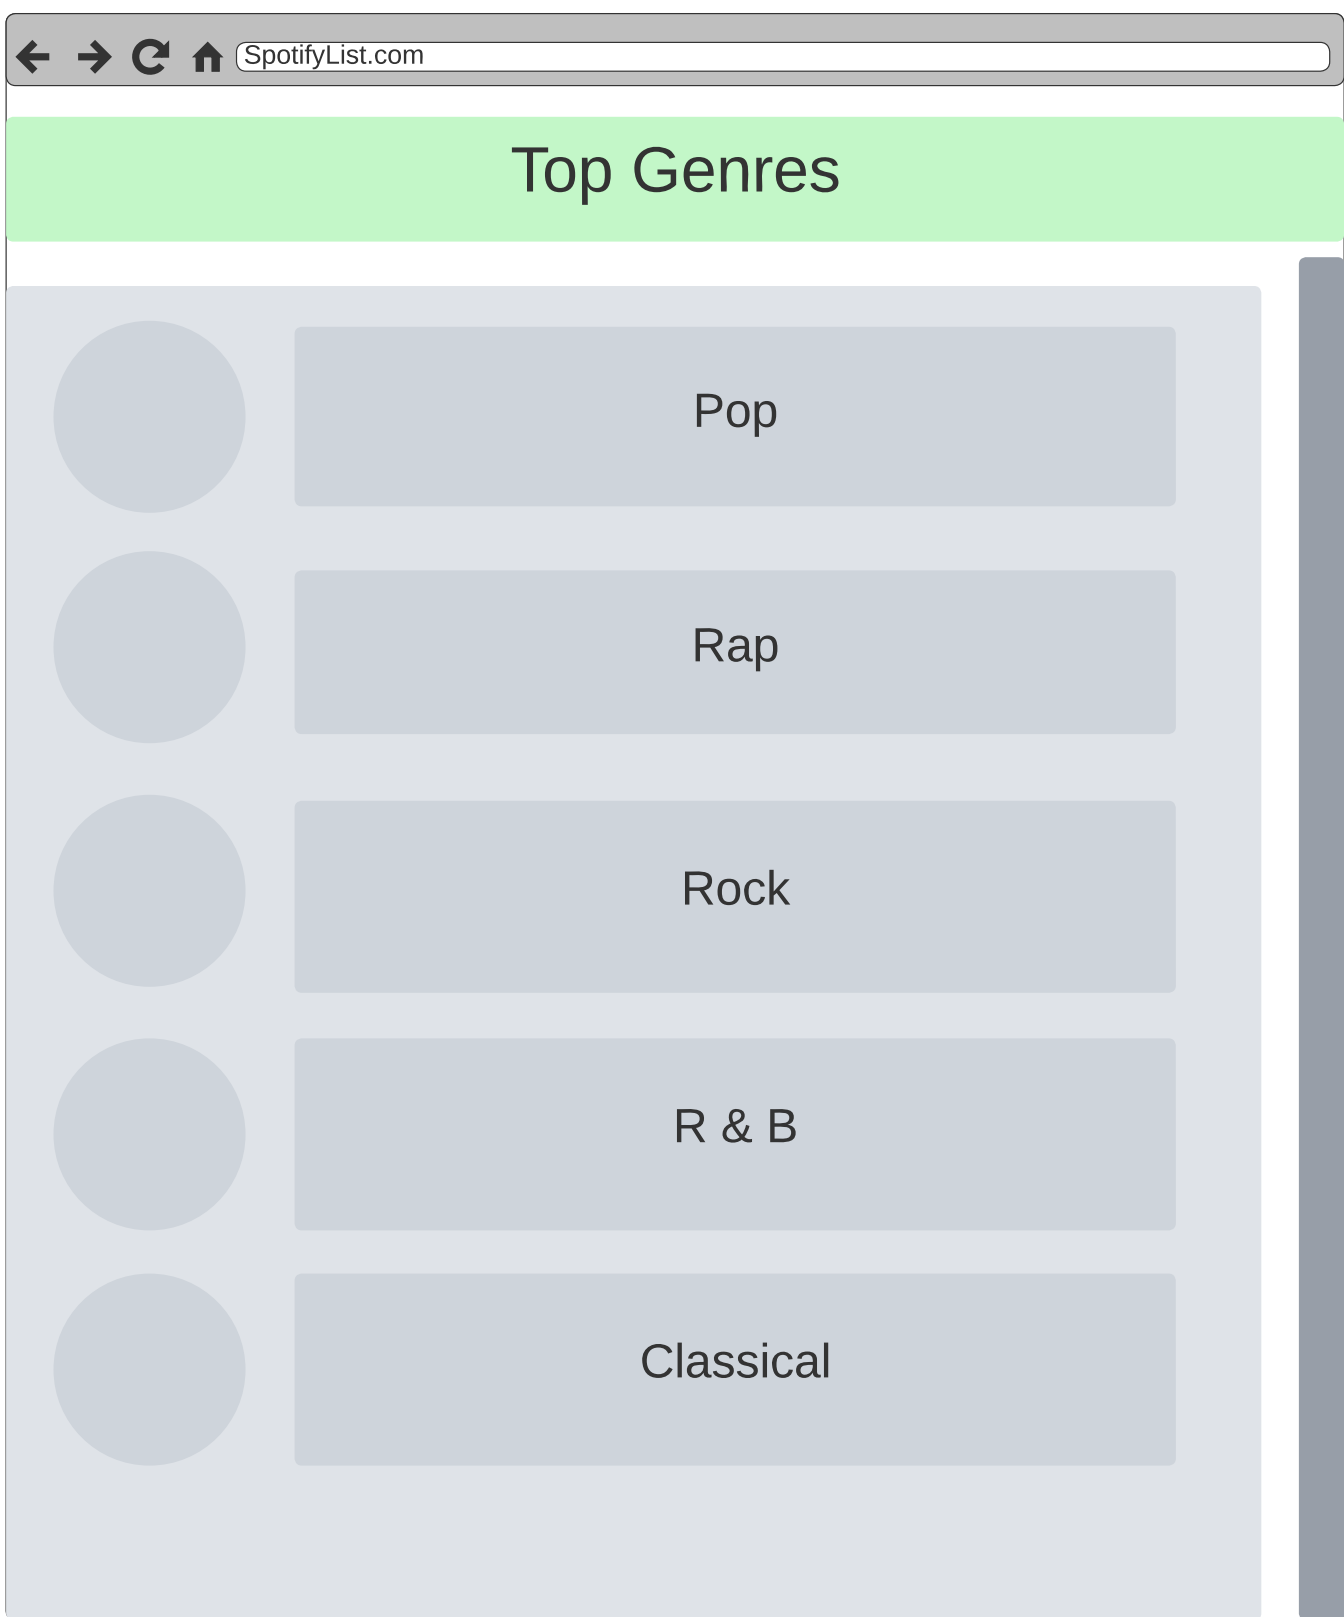 SpotifyList.com
Top Genres
Pop
Rap
Rock
R & B
Classical